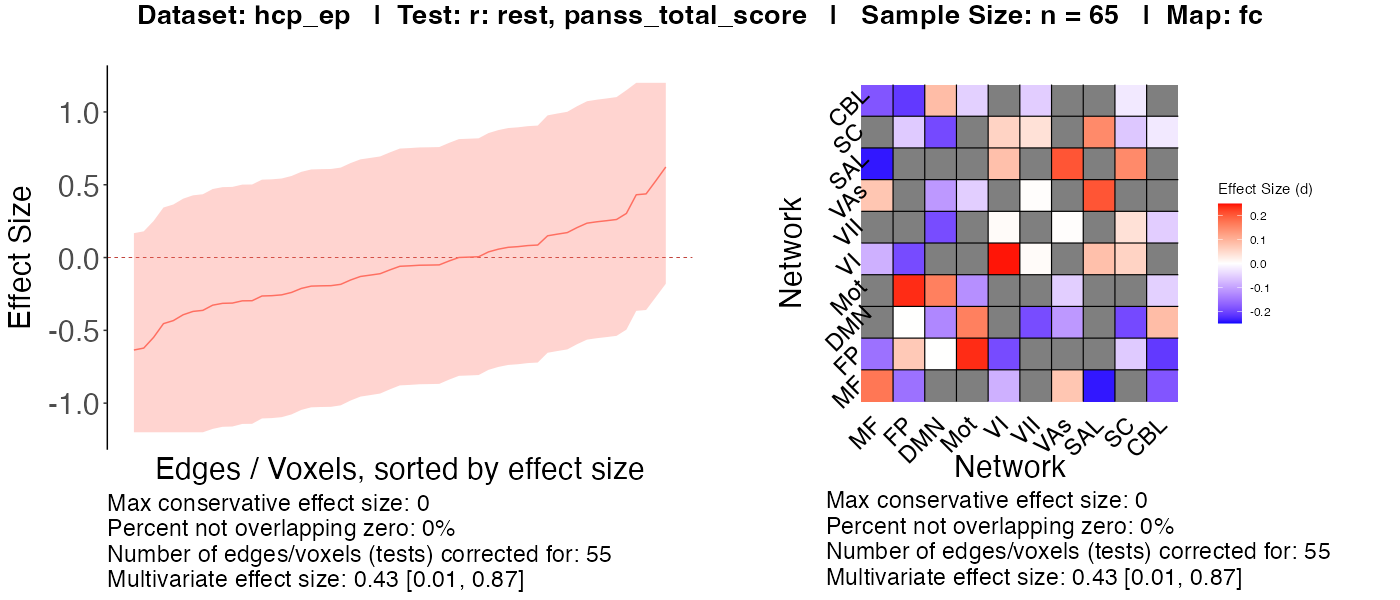 Dataset: hcp_ep | Test: r: rest, panss_total_score | Sample Size: n = 65 | Map: fc
Effect Size
1.0
0.5
0.0
-0.5
-1.0
Edges / Voxels, sorted by effect size
Max conservative effect size: 0
Percent not overlapping zero: 0%
Number of edges/voxels (tests) corrected for: 55
Multivariate effect size: 0.43 [0.01, 0.87]
Network
CBL
SC
SAL
VAs
VII
VI
Mot
DMN
FP
MF
MF
FP
DMN
Mot
VI
VII
VAs
SAL
SC
CBL
Network
Effect Size (d)
0.2
0.1
0.0
-0.1
-0.2
Max conservative effect size: 0
Percent not overlapping zero: 0%
Number of edges/voxels (tests) corrected for: 55
Multivariate effect size: 0.43 [0.01, 0.87]